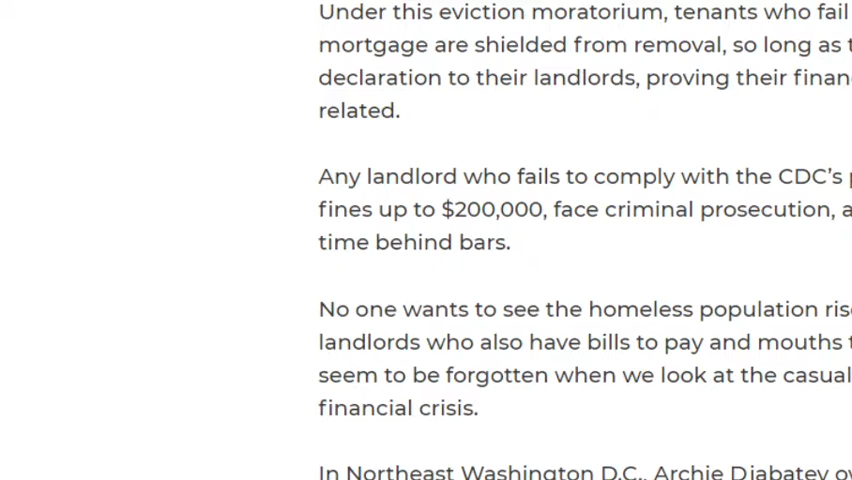 Under this eviction moratorium, tenants who fail
mortgage are shielded from removal, so long as
declaration to their landlords, proving their
related.
Any landlord who fails to comply with the CDC’s
fines up to $200,000, face criminal prosecution,
time behind bars.
No one wants to see the homeless population
landlords who also have bills to pay and mouths
seem to be forgotten when we look at the
financial crisis.
In Northeast Washington D.C., Archie Diabatey